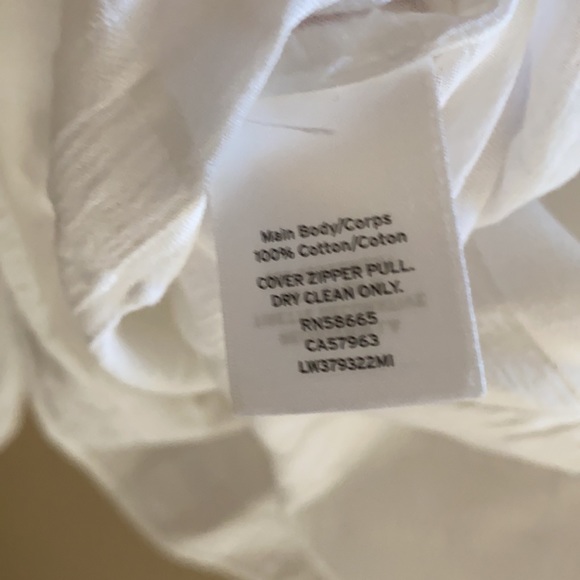 Main Body/Corps
100% Cotton/Coton
COVER ZIPPER PULL.
DRY CLEAN ONLY.
RN58665
CA57963
LW379322MI